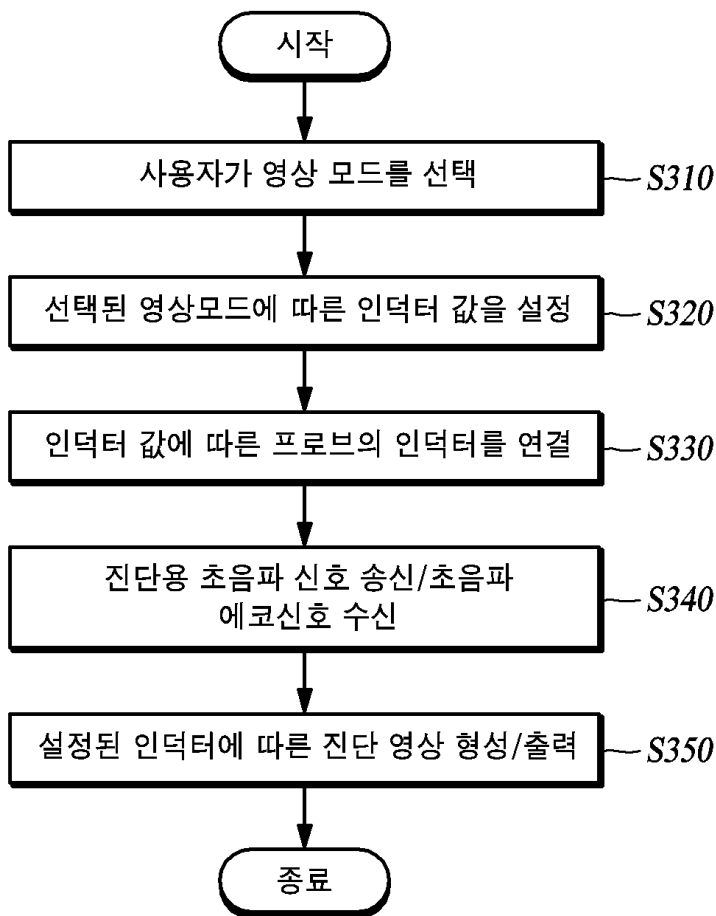 시작
사용자가 영상 모드를 선택
S310
선택된 영상모드에 따른 인덕터 값을 설정
S320
인덕터 값에 따른 프로브의 인덕터를 연결
S330
진단용 초음파 신호 송신/초음파
에코신호 수신
S340
설정된 인덕터에 따른 진단 영상 형성/출력
S350
종료